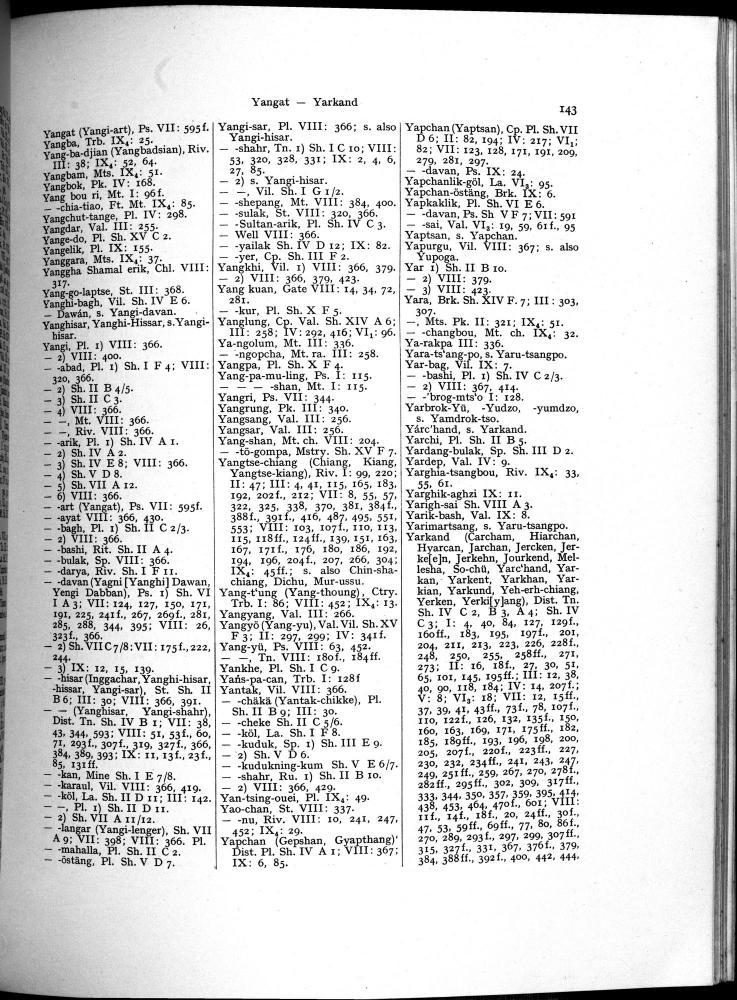 Yangat — Yarkand
143
Yangat (Yangi-art), Ps. VII: 595f.
Yangba, Trb. IX₄: 25.
Yang-ba-djian (Yangbadsian), Riv.
III: 38; IX₄: 52, 64.
Yangbam, Mts. IX₄: 51.
Yangbok, Pk. IV: 168.
Yang bou ri, Mt. I: 96f.
— -chia-tiao, Ft. Mt. IX₄: 85.
Yangchut-tange, Pl. IV: 298.
Yangdar, Val. III: 255.
Yange-do, Pl. Sh. XV C 2.
Yangelik, Pl. IX: 155.
Yanggara, Mts. IX₄: 37.
Yanggha Shamal erik, Chl. VIII:
317.
Yang-go-laptse, St. III: 368.
Yanghi-bagh, Vil. Sh. IV E 6.
— Dawán, s. Yangi-davan.
Yanghisar, Yanghi-Hissar, s. Yangi-
hisar.
Yangi, Pl. 1) VIII: 366.
— 2) VIII: 400.
— -abad, Pl. 1) Sh. I F 4; VIII:
320, 366.
— 2) Sh. II B 4/5.
— 3) Sh. II C 3.
— 4) VIII: 366.
— —, Mt. VIII: 366.
— —, Riv. VIII: 366.
— -arik, Pl. 1) Sh. IV A 1.
— 2) Sh. IV A 2.
— 3) Sh. IV E 8; VIII: 366.
— 4) Sh. V D 8.
— 5) Sh. VII A 12.
— 6) VIII: 366.
— -art (Yangat), Ps. VII: 595f.
— -ayat VIII: 366, 430.
— -bagh, Pl. 1) Sh. II C 2/3.
— 2) VIII: 366.
— -bashi, Rit. Sh. II A 4.
— -bulak, Sp. VIII: 366.
— -darya, Riv. Sh. I F 11.
— -davan (Yagni [Yanghi] Dawan,
Yengi Dabban), Ps. 1) Sh. VI
I A 3; VII: 124, 127, 150, 171,
191, 225, 241f., 267, 269f., 281,
285, 288, 344, 395; VIII: 26,
323f., 366.
— 2) Sh. VII C 7/8: VII: 175f., 222,
244.
— 3) IX: 12, 15, 139.
— -hisar (Inggachar, Yanghi-hisar,
-hissar, Yangi-sar), St. Sh. II
B 6; III: 30; VIII: 366, 391.
— — (Yanghisar, Yangi-shahr),
Dist. Tn. Sh. IV B 1; VII: 38,
43, 344, 593; VIII: 51, 53f., 60,
71, 293f., 307f., 319, 327f., 366,
384, 389, 393; IX: 11, 13f., 23f.,
85, 131ff.
— -kan, Mine Sh. I E 7/8.
— -karaul, Vil. VIII: 366, 419.
— -köl, La. Sh. II D 11; III: 142.
— —, Pl. 1) Sh. II D 11.
— 2) Sh. VII A 11/12.
— -langar (Yangi-lenger), Sh. VII
A 9; VII: 398; VIII: 366. Pl.
— -mahalla, Pl. Sh. II C 2.
— -östäng, Pl. Sh. V D 7.
Yangi-sar, Pl. VIII: 366; s. also
Yangi-hisar.
— -shahr, Tn. 1) Sh. I C 10; VIII:
53, 320, 328, 331; IX: 2, 4, 6,
27, 85.
— 2) s. Yangi-hisar.
— —, Vil. Sh. I G 1/2.
— -shepang, Mt. VIII: 384, 400.
— -sulak, St. VIII: 320, 366.
— -Sultan-arik, Pl. Sh. IV C 3.
— Well VIII: 366.
— -yailak Sh. IV D 12; IX: 82.
— -yer, Cp. Sh. III F 2.
Yangkhi, Vil. 1) VIII: 366, 379.
— 2) VIII: 366, 379, 423.
Yang kuan, Gate VIII: 14, 34, 72,
281.
— -kur, Pl. Sh. X F 5.
Yanglung, Cp. Val. Sh. XIV A 6;
III: 258; IV: 292, 416; VI₁: 96.
Ya-ngolum, Mt. III: 336.
— -ngopcha, Mt. ra. III: 258.
Yangpa, Pl. Sh. X F 4.
Yang-pa-mu-ling, Ps. I: 115.
— — — -shan, Mt. I: 115.
Yangri, Ps. VII: 344.
Yangrung, Pk. III: 340.
Yangsang, Val. III: 256.
Yangsar, Val. III: 256.
Yang-shan, Mt. ch. VIII: 204.
— -tö-gompa, Mstry. Sh. XV F 7.
Yangtse-chiang (Chiang, Kiang,
Yangtse-kiang), Riv. I: 99, 220;
II: 47; III: 4, 41, 115, 165, 183,
192, 202f., 212; VII: 8, 55, 57,
322, 325, 338, 370, 381, 384f.,
388f., 391f., 416, 487, 495, 551,
553; VIII: 103, 107f., 110, 113,
115, 118ff., 124ff., 139, 151, 163,
167, 171f., 176, 180, 186, 192,
194, 196, 204f., 207, 266, 304;
IX₄: 45ff.; s. also Chin-sha-
chiang, Dichu, Mur-ussu.
Yang-t'ung (Yang-thoung), Ctry.
Trb. I: 86; VIII: 452; IX₄: 13.
Yangyang, Val. III: 266.
Yangyö (Yang-yu), Val. Vil. Sh. XV
F 3; II: 297, 299; IV: 341f.
Yang-yü, Ps. VIII: 63, 452.
— —, Tn. VIII: 180f., 184ff.
Yankhe, Pl. Sh. I C 9.
Yańs-pa-can, Trb. I: 128f
Yantak, Vil. VIII: 366.
— -chäkä (Yantak-chikke), Pl.
Sh. II B 9; III: 30.
— -cheke Sh. II C 5/6.
— -köl, La. Sh. I F 8.
— -kuduk, Sp. 1) Sh. III E 9.
— 2) Sh. V D 6.
— -kudukning-kum Sh. V E 6/7.
— -shahr, Ru. 1) Sh. II B 10.
— 2) VIII: 366, 429.
Yan-tsing-ouei, Pl. IX₄: 49.
Yao-chan, St. VIII: 337.
— -nu, Riv. VIII: 10, 241, 247,
452; IX₄: 29.
Yapchan (Gepshan, Gyapthang)'
Dist. Pl. Sh. IV A 1; VIII: 367;
IX: 6, 85.
Yapchan (Yaptsan), Cp. Pl. Sh. VII
D 6; II: 82, 194; IV: 217; VI₁;
82; VII: 123, 128, 171, 191, 209,
279, 281, 297.
— -davan, Ps. IX: 24.
Yapchanlik-göl, La. VI₂: 95.
Yapchan-östäng, Brk. IX: 6.
Yapkaklik, Pl. Sh. VI E 6.
— -davan, Ps. Sh V F 7; VII: 591
— -sai, Val. VI₂: 19, 59, 61f., 95
Yaptsan, s. Yapchan.
Yapurgu, Vil. VIII: 367; s. also
Yupoga.
Yar 1) Sh. II B 10.
— 2) VIII: 379.
— 3) VIII: 423.
Yara, Brk. Sh. XIV F. 7; III: 303,
307.
—, Mts. Pk. II: 321; IX₄: 51.
— -changbou, Mt. ch. IX₄: 32.
Ya-rakpa III: 336.
Yara-ts'ang-po, s. Yaru-tsangpo.
Yar-bag, Vil. IX: 7.
— -bashi, Pl. 1) Sh. IV C 2/3.
— 2) VIII: 367, 414.
— -'brog-mts'o I: 128.
Yarbrok-Yü, -Yudzo, -yumdzo,
s. Yamdrok-tso.
Yárc'hand, s. Yarkand.
Yarchi, Pl. Sh. II B 5.
Yardang-bulak, Sp. Sh. III D 2.
Yardep, Val. IV: 9.
Yarghia-tsangbou, Riv. IX₄: 33,
55, 61.
Yarghik-aghzi IX: 11.
Yarigh-sai Sh. VIII A 3.
Yarik-bash, Val. IX: 8.
Yarimartsang, s. Yaru-tsangpo.
Yarkand (Carcham, Hiarchan,
Hyarcan, Jarchan, Jercken, Jer-
ke[e]n, Jerkehn, Jourkend, Mel-
lesha, So-chü, Yarc'hand, Yar-
kan, Yarkent, Yarkhan, Yar-
kian, Yarkund, Yeh-erh-chiang,
Yerken, Yerki[y]ang), Dist. Tn.
Sh. IV C 2, B 3, A 4; Sh. IV
C 3; I: 4, 40, 84, 127, 129f.,
160ff., 183, 195, 197f., 201,
204, 211, 213, 223, 226, 228f.,
248, 250, 255, 258ff., 271,
273; II: 16, 18f., 27, 30, 51,
65, 101, 145, 195ff.; III: 12, 38,
40, 90, 118, 184; IV: 14, 207f.;
V: 8; VI₂: 18; VII: 12, 15ff.,
37, 39, 41, 43ff., 73f., 78, 107f.,
110, 122f., 126, 132, 135f., 150,
160, 163, 169, 171, 175ff., 182,
185, 189ff., 193, 196, 198, 200,
205, 207f., 220f., 223ff., 227,
230, 232, 234ff., 241, 243, 247,
249, 251ff., 259, 267, 270, 278f.,
282ff., 295ff., 302, 309, 317ff.,
333, 344, 350, 357, 359, 395, 414,
438, 453, 464, 470f., 601; VIII:
11f., 14f., 18f., 20, 24ff., 30f.,
47, 53, 59ff., 69ff., 77, 80, 86f.,
270, 289, 293f., 297, 299, 307ff.,
315, 327f., 331, 367, 376f., 379,
384, 388ff., 392f., 400, 442, 444,